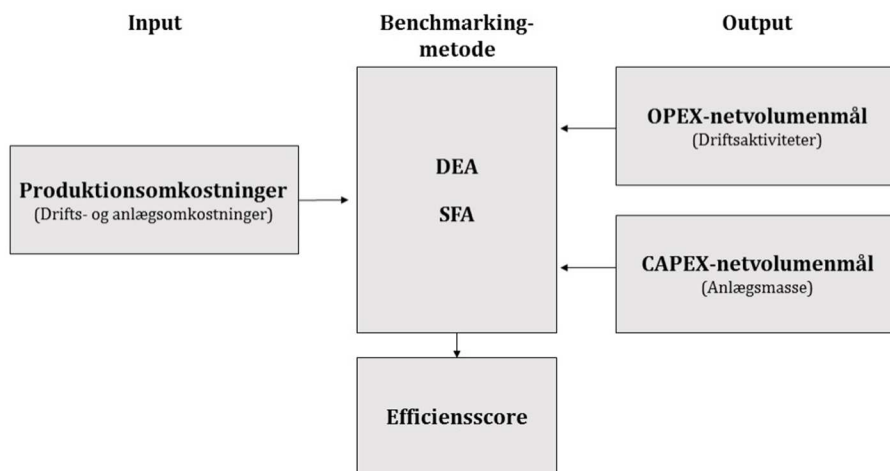 Input
Benchmarking-
metode
Output
Produktionsomkostninger
(Drifts- og anlægsomkostninger)
DEA
SFA
OPEX-netvolumenmål
(Driftsaktiviteter)
CAPEX-netvolumenmål
(Anlægsmasse)
Efficiensscore